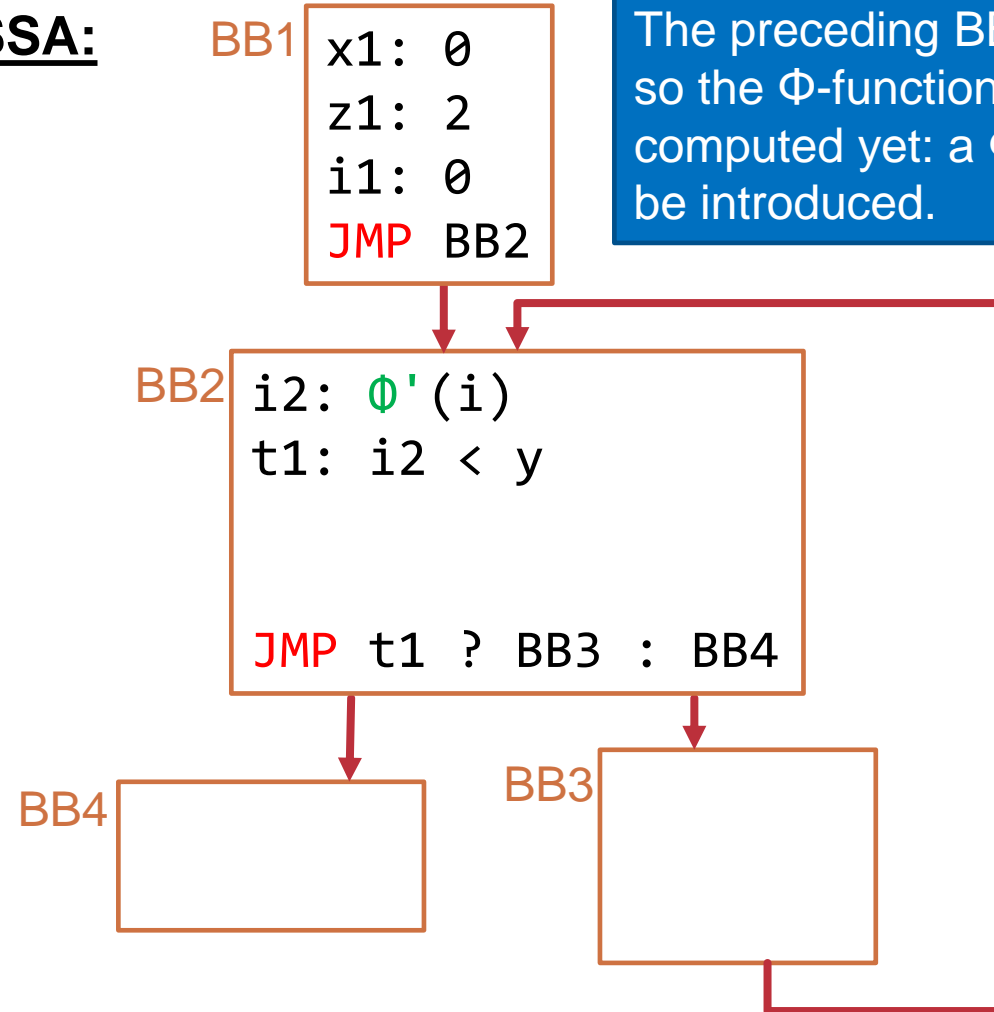 SSA:
BB1
x1: 0
z1: 2
i1: 0
JMP BB2
The preceding
so the Φ-function
computed yet: a
be introduced.
BB2
i2: Φ'(i)
t1: i2 < y
JMP t1 ? BB3 : BB4
BB4
BB3